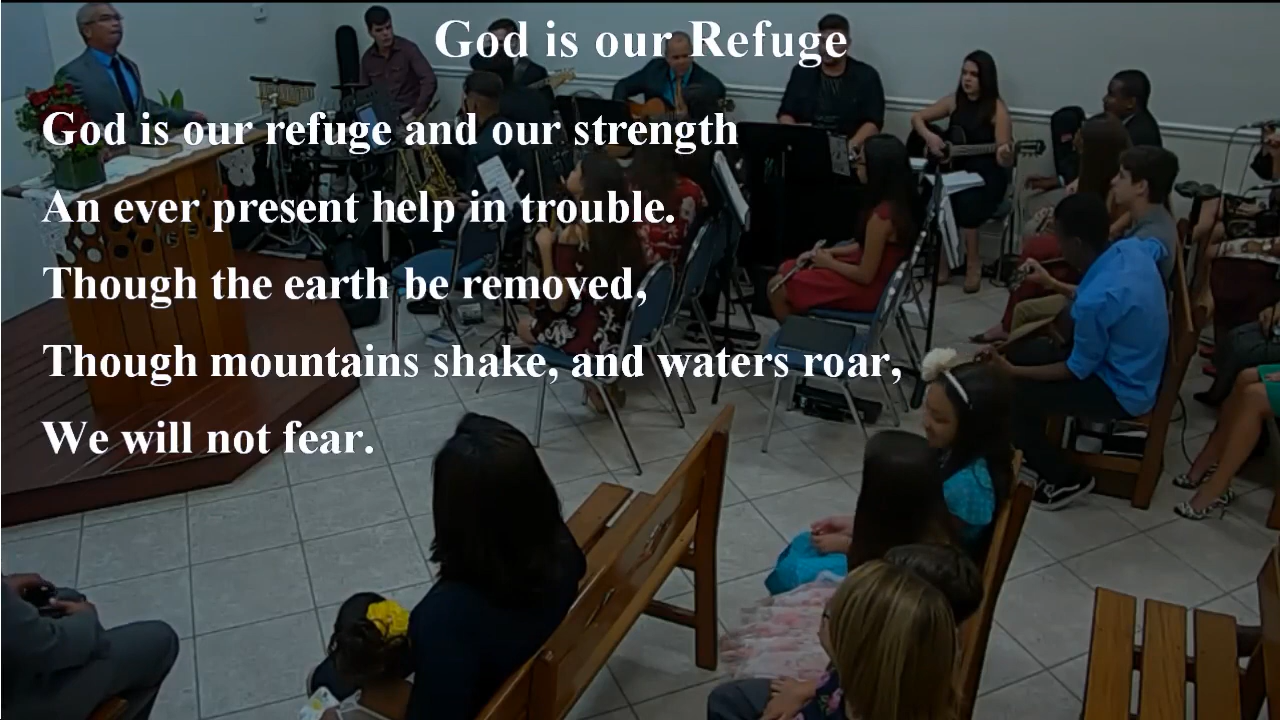 God is our Refuge
God is our refuge and our strength
An ever present help in trouble.
Though the earth be removed,
Though mountains shake, and waters roar,
We will not fear.